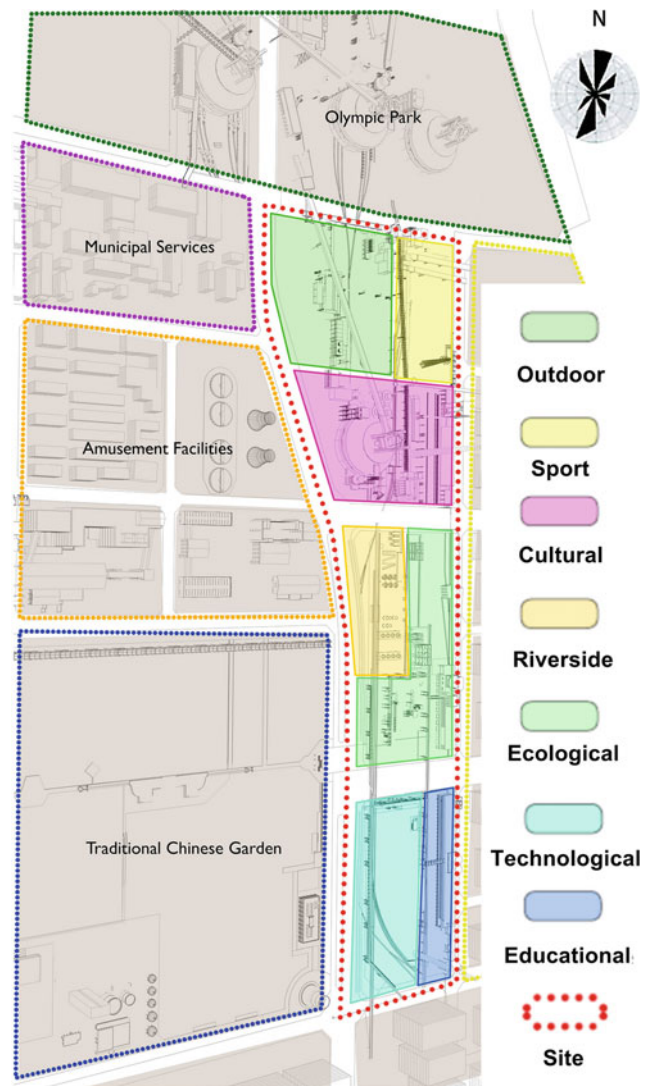 N
Olympic Park
Municipal Services
Outdoor
Amusement Facilities
Sport
Cultural
Riverside
Ecological
Technological
Traditional Chinese Garden
Educational
Site